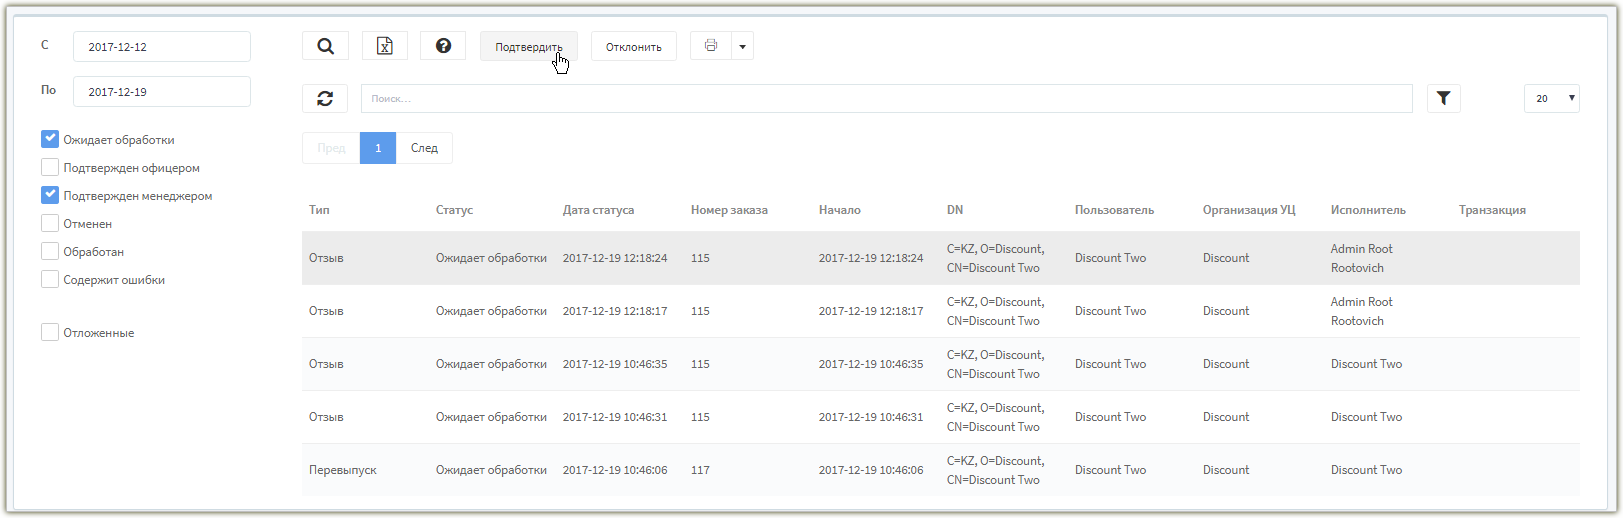 С 2017-12-12
По 2017-12-19
Ожидает обработки
Подтвержден офицером
Подтвержден менеджером
Отменен
Обработан
Содержит ошибки
Отложенные
Подтвердить Отклонить
Поиск... 20
Пред 1 След
Тип Статус Дата статуса Номер заказа Начало DN Пользователь Организация УЦ Исполнитель Транзакция
Отзыв Ожидает обработки 2017-12-19 12:18:24 115 2017-12-19 12:18:24 C=KZ, O=Discount, Discount Two Discount Admin Root
CN=Discount Two Rootovich
Отзыв Ожидает обработки 2017-12-19 12:18:17 115 2017-12-19 12:18:17 C=KZ, O=Discount, Discount Two Discount Admin Root
CN=Discount Two Rootovich
Отзыв Ожидает обработки 2017-12-19 10:46:35 115 2017-12-19 10:46:35 C=KZ, O=Discount, Discount Two Discount Discount Two
CN=Discount Two
Отзыв Ожидает обработки 2017-12-19 10:46:31 115 2017-12-19 10:46:31 C=KZ, O=Discount, Discount Two Discount Discount Two
CN=Discount Two
Перевыпуск Ожидает обработки 2017-12-19 10:46:06 117 2017-12-19 10:46:06 C=KZ, O=Discount, Discount Two Discount Discount Two
CN=Discount Two